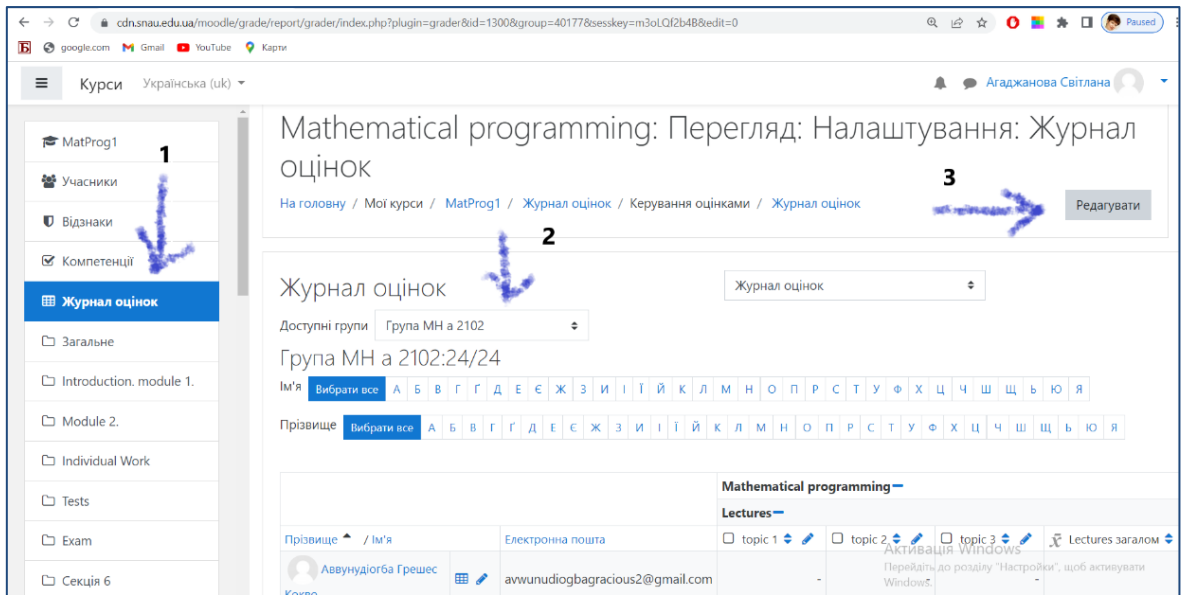 cdn.snau.edu.ua/moodle/grade/report/grader/index.php?plugin=grader&id=1300&group=40177&sesskey=m3oLQf2b4B&edit=0
Paused
Б google.com Gmail YouTube Карти
Курси Українська (uk) Агаджанова Світлана
MatProg1
Учасники
Відзнаки
Компетенції
Журнал оцінок
Загальне
Introduction. module 1.
Module 2.
Individual Work
Tests
Exam
Секція 6
1
Mathematical programming: Перегляд: Налаштування: Журнал
оцінок
3
На головну / Мої курси / MatProg1 / Журнал оцінок / Керування оцінками / Журнал оцінок
Редагувати
2
Журнал оцінок
Журнал оцінок
Доступні групи Група МН а 2102
Група МН а 2102:24/24
Ім'я Вибрати все А Б В Г Ґ Д Е Є Ж З И І Ї Й К Л М Н О П Р С Т У Ф Х Ц Ч Ш Щ Ь Ю Я
Прізвище Вибрати все А Б В Г Ґ Д Е Є Ж З И І Ї Й К Л М Н О П Р С Т У Ф Х Ц Ч Ш Щ Ь Ю Я
Mathematical programming
Lectures
Прізвище / Ім'я Електронна пошта topic 1 topic 2 topic 3 x̄ Lectures загалом
Аввунудіогба Грешес
Кокво
avwunudiogbagracious2@gmail.com - - -
Активація Windows
Перейдіть до розділу "Настройки", щоб активувати
Windows.